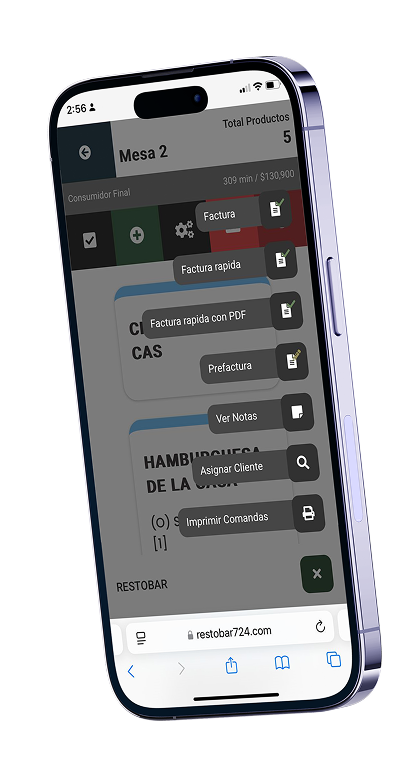 2:56
Total Productos
5
Mesa 2
Consumidor Final
309 min / $130,900
Factura
Factura rapida
Factura rapida con PDF
CAS
Prefactura
Ver Notas
HAMBURGUESA
Asignar Cliente
DE LA CASA
(0) S
Imprimir Comandas
[1]
RESTOBAR
restobar724.com